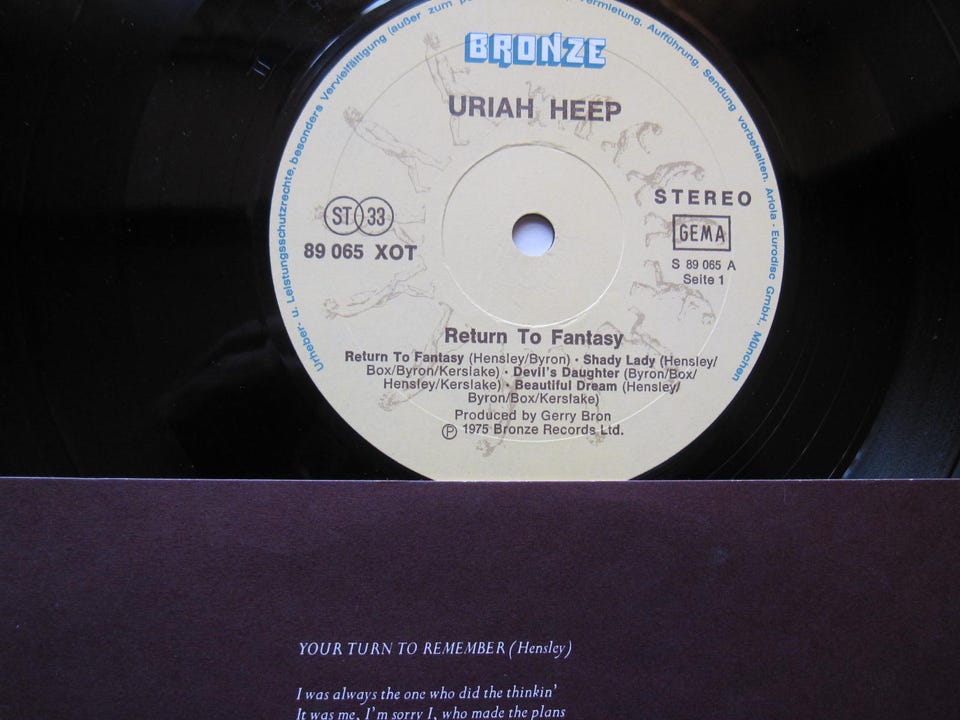 Urheber- u. Leistungsschutzrechte, besonders Vervielfältigung (außer zum
Vermietung, Aufführung, Sendung vorbehalten. Ariola - Eurodisc GmbH., München
BRONZE
URIAH HEEP
ST 33
89 065 XOT
STEREO
GEMA
S 89 065 A
Seite 1
Return To Fantasy
Return To Fantasy (Hensley/Byron) · Shady Lady (Hensley/
Box/Byron/Kerslake) · Devil's Daughter (Byron/Box/
Hensley/Kerslake) · Beautiful Dream (Hensley/
Byron/Box/Kerslake)
Produced by Gerry Bron
℗ 1975 Bronze Records Ltd.
YOUR TURN TO REMEMBER (Hensley)
I was always the one who did the thinkin'
It was me, I'm sorry I, who made the plans